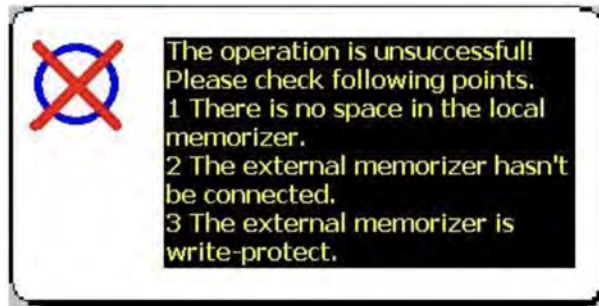 The operation is unsuccessful!
Please check following points.
1 There is no space in the local
memorizer.
2 The external memorizer hasn't
be connected.
3 The external memorizer is
write-protect.